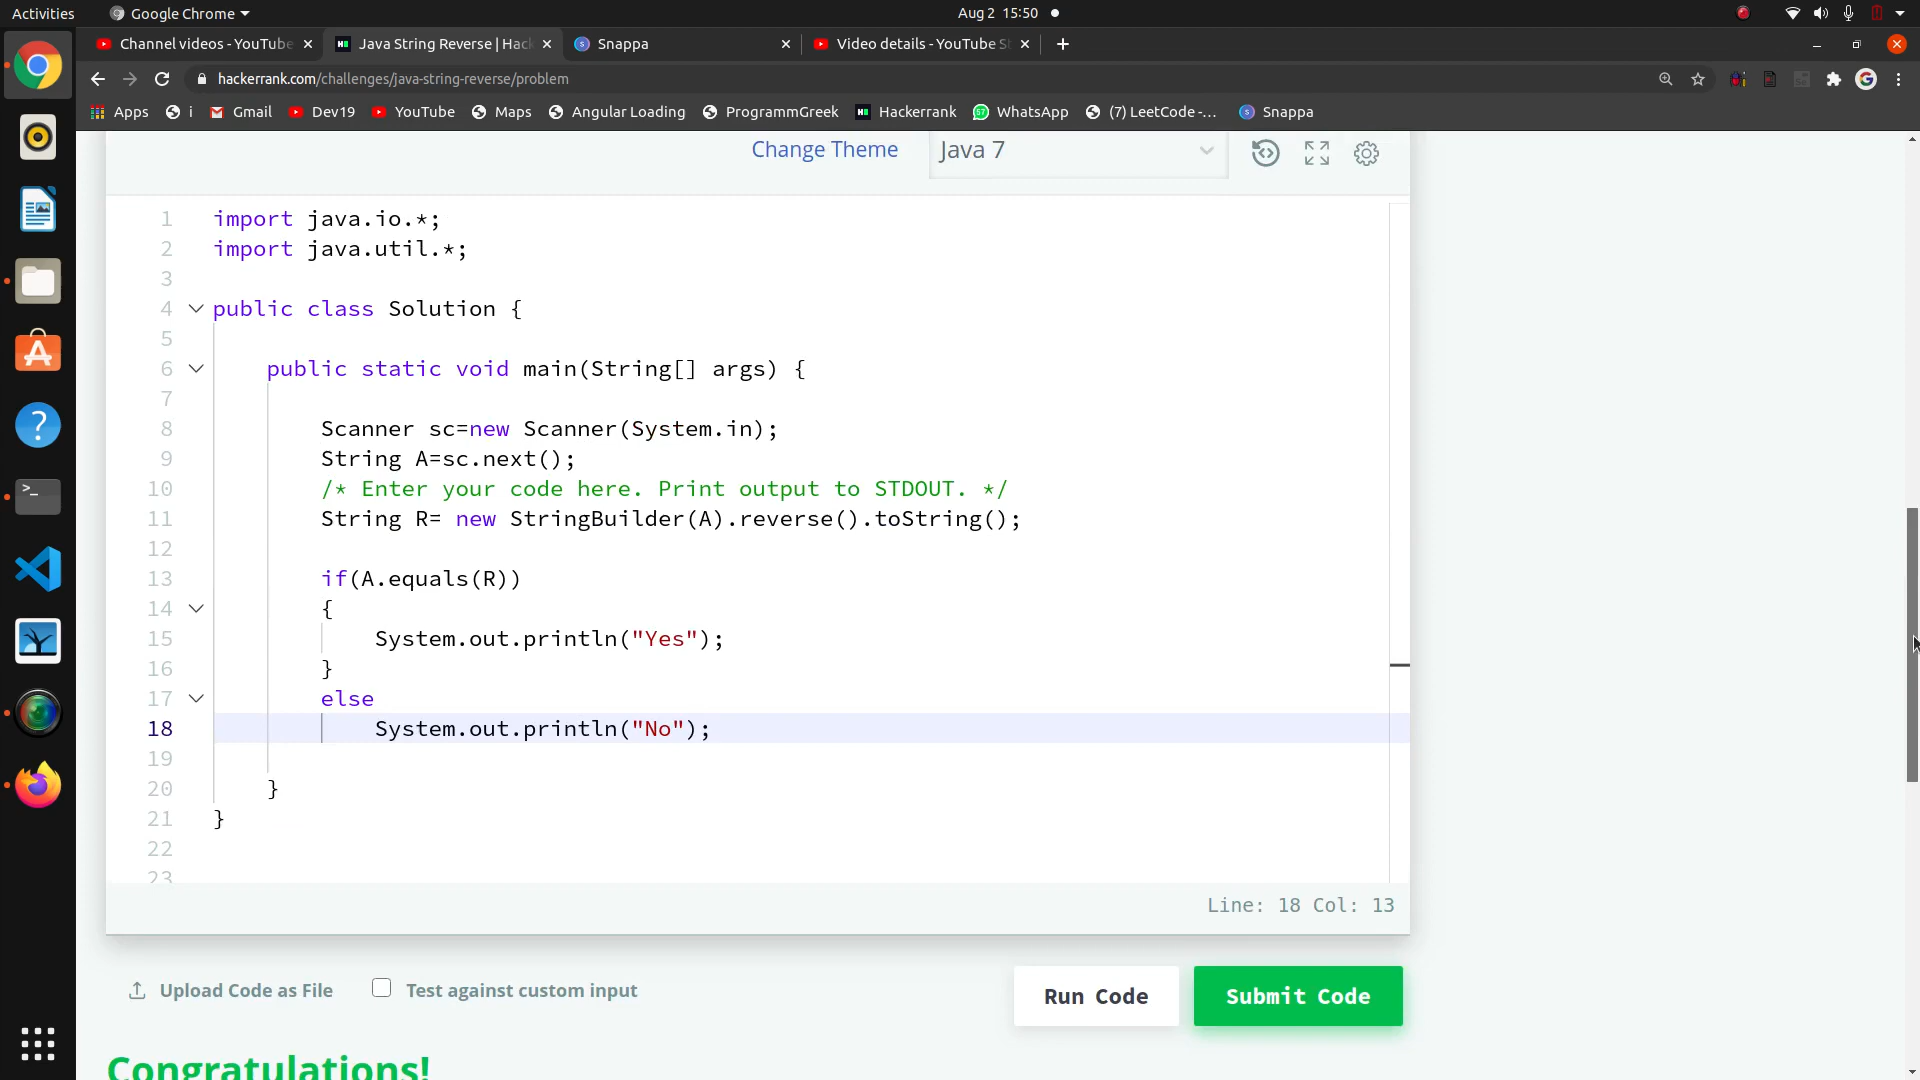 Activities Google Chrome Aug 2 15:50
Channel videos - YouTube Java String Reverse | Hac Snappa Video details - YouTube S
hackerrank.com/challenges/java-string-reverse/problem
Apps i Gmail Dev19 YouTube Maps Angular Loading ProgrammGreek Hackerrank WhatsApp (7) LeetCode -... Snappa
Change Theme Java 7
1 import java.io.*;
2 import java.util.*;
3
4 public class Solution {
5
6 public static void main(String[] args) {
7
8 Scanner sc=new Scanner(System.in);
9 String A=sc.next();
10 /* Enter your code here. Print output to STDOUT. */
11 String R= new StringBuilder(A).reverse().toString();
12
13 if(A.equals(R))
14 {
15 System.out.println("Yes");
16 }
17 else
18 System.out.println("No");
19
20 }
21 }
22
23
Line: 18 Col: 13
Upload Code as File Test against custom input Run Code Submit Code
Congratulations!